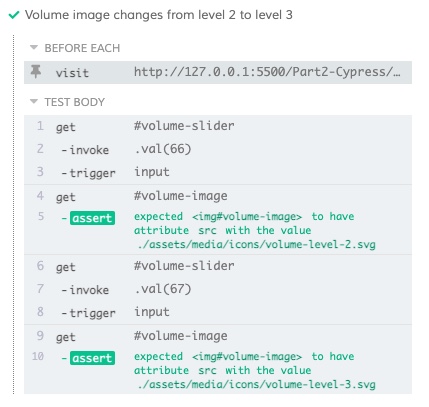 Volume image changes from level 2 to level 3
BEFORE EACH
visit http://127.0.0.1:5500/Part2-Cypress/…
TEST BODY
1 get #volume-slider
2 - invoke .val(66)
3 - trigger input
4 get #volume-image
5 - assert expected <img#volume-image> to have
attribute src with the value
./assets/media/icons/volume-level-2.svg
6 get #volume-slider
7 - invoke .val(67)
8 - trigger input
9 get #volume-image
10 - assert expected <img#volume-image> to have
attribute src with the value
./assets/media/icons/volume-level-3.svg